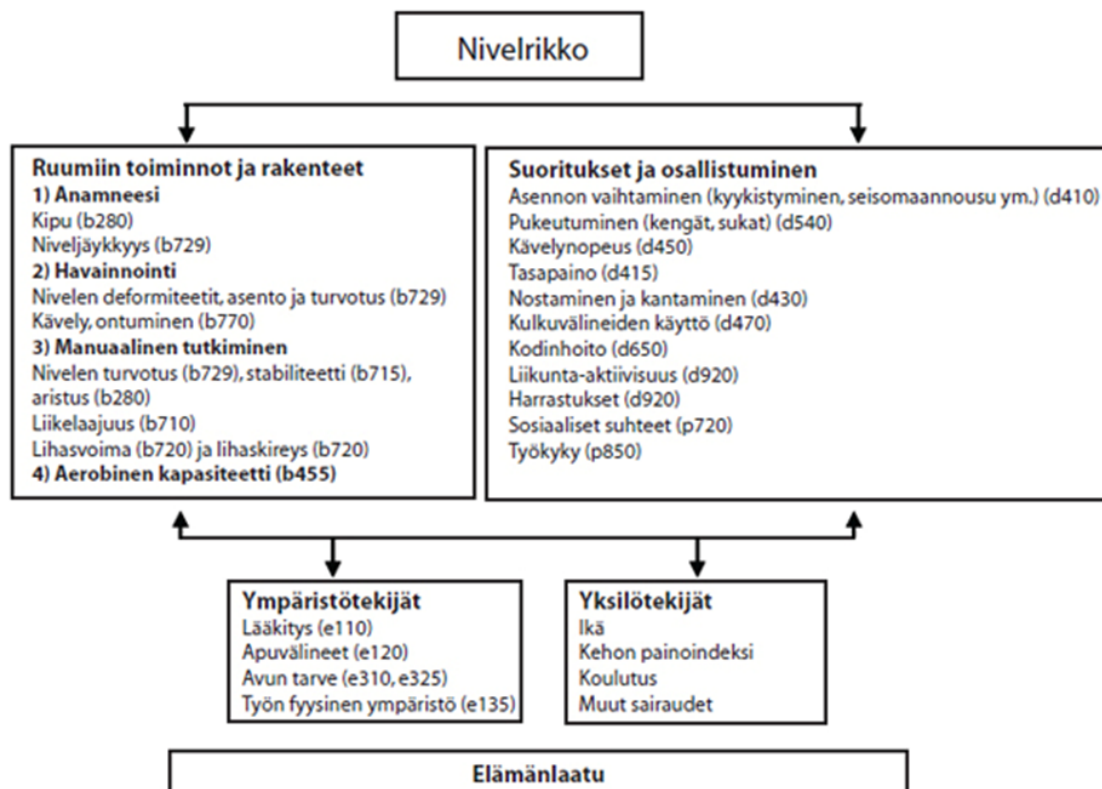 Nivelrikko
Ruumiin toiminnot ja rakenteet
1) Anamneesi
Kipu (b280)
Niveljäykkyys (b729)
2) Havainnointi
Nivelen deformiteetit, asento ja turvotus (b729)
Kävely, ontuminen (b770)
3) Manuaalinen tutkiminen
Nivelen turvotus (b729), stabiliteetti (b715),
aristus (b280)
Liikelaajuus (b710)
Lihasvoima (b720) ja lihaskireys (b720)
4) Aerobinen kapasiteetti (b455)
Suoritukset ja osallistuminen
Asennon vaihtaminen (kyykistyminen, seisomaannousu ym.) (d410)
Pukeutuminen (kengät, sukat) (d540)
Kävelynopeus (d450)
Tasapaino (d415)
Nostaminen ja kantaminen (d430)
Kulkuvälineiden käyttö (d470)
Kodinhoito (d650)
Liikunta-aktiivisuus (d920)
Harrastukset (d920)
Sosiaaliset suhteet (p720)
Työkyky (p850)
Ympäristötekijät
Lääkitys (e110)
Apuvälineet (e120)
Avun tarve (e310, e325)
Työn fyysinen ympäristö (e135)
Yksilötekijät
Ikä
Kehon painoindeksi
Koulutus
Muut sairaudet
Elämänlaatu